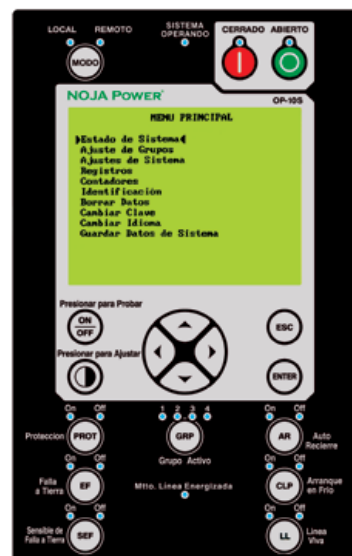 LOCAL REMOTO
SISTEMA
OPERANDO
CERRADO ABIERTO
MODO
NOJA POWER®
OP-10S
MENU PRINCIPAL
Estado de Sistema
Ajuste de Grupos
Ajustes de Sistema
Registros
Contadores
Identificación
Borrar Datos
Cambiar Clave
Cambiar Idioma
Guardar Datos de Sistema
Presionar para Probar
ON
OFF
ESC
Presionar para Ajustar
ENTER
On Off
1 2 3 4
On Off
Proteccion
PROT
GRP
AR
Auto
Recierre
Grupo Activo
On Off
On Off
Falla
a Tierra
EF
CLP
Arranque
en Frio
Mtto. Linea Energizada
On Off
On Off
Sensible de
Falla a Tierra
SEF
LL
Linea
Viva